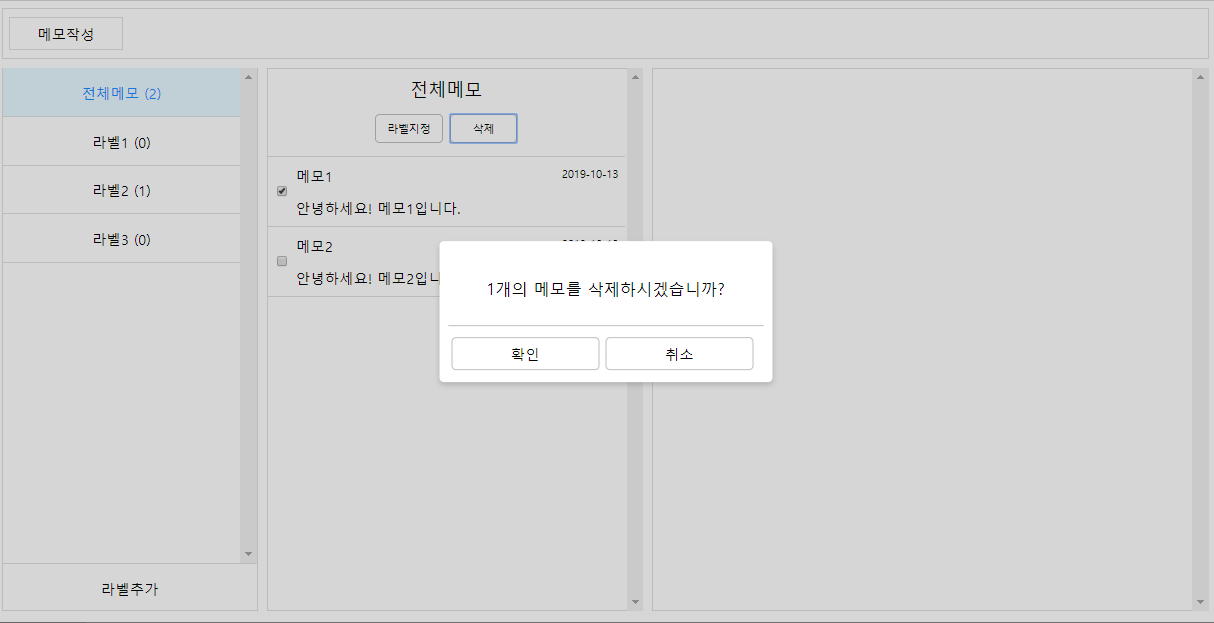 메모작성
전체메모 (2)
라벨1 (0)
라벨2 (1)
라벨3 (0)
라벨추가
전체메모
라벨지정 삭제
메모1 2019-10-13
안녕하세요! 메모1입니다.
메모2
안녕하세요! 메모2입니
1개의 메모를 삭제하시겠습니까?
확인 취소